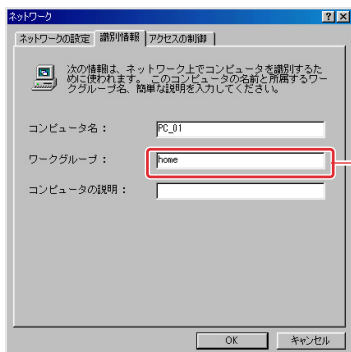 ネットワーク
ネットワークの設定 識別情報 アクセスの制御
次の情報は、ネットワーク上でコンピュータを識別するた
めに使われます。 このコンピュータの名前と所属するワー
クグループ名、簡単な説明を入力してください。
コンピュータ名： PC_01
ワークグループ： home
コンピュータの説明：
OK キャンセル